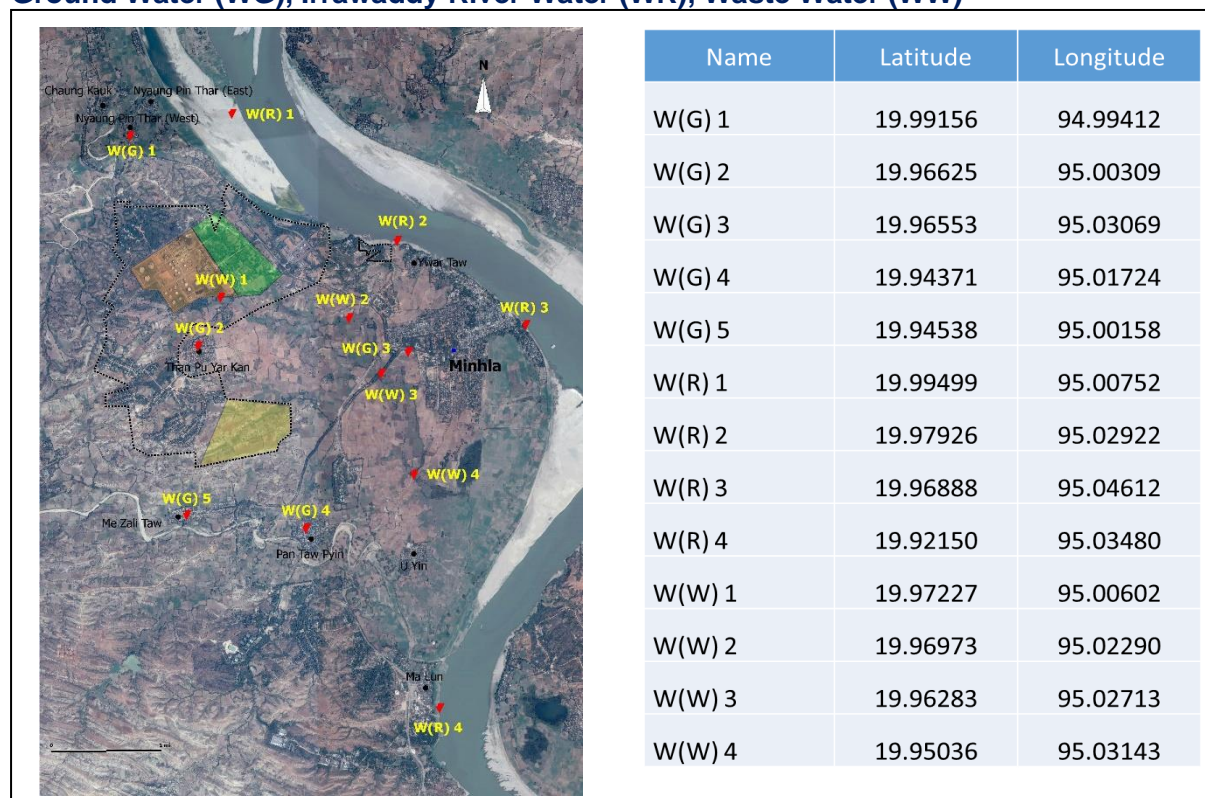 Ground Water (WG), Irrawaddy River Water (WR), Waste Water (WW)
N
Chaung Kauk
Nyaung Pin Thar (East)
W(R) 1
Nyaung Pin Thar (West)
W(G) 1
W(R) 2
Ywar Taw
W(W) 1
W(W) 2
W(R) 3
W(G) 2
W(G) 3
Than Pu Yar Kan
Minhla
W(W) 3
W(W) 4
W(G) 5
W(G) 4
Me Zali Taw
Pan Taw Pyin
U Yin
Ma Lun
W(R) 4
Name Latitude Longitude
W(G) 1 19.99156 94.99412
W(G) 2 19.96625 95.00309
W(G) 3 19.96553 95.03069
W(G) 4 19.94371 95.01724
W(G) 5 19.94538 95.00158
W(R) 1 19.99499 95.00752
W(R) 2 19.97926 95.02922
W(R) 3 19.96888 95.04612
W(R) 4 19.92150 95.03480
W(W) 1 19.97227 95.00602
W(W) 2 19.96973 95.02290
W(W) 3 19.96283 95.02713
W(W) 4 19.95036 95.03143